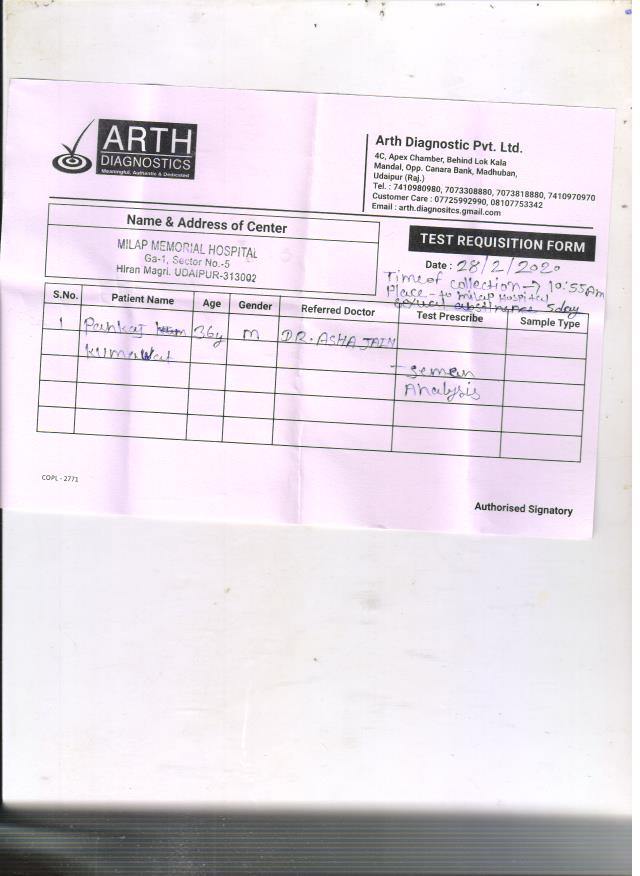 ARTH
DIAGNOSTICS
Meaningful, Authentic & Dedicated
Arth Diagnostic Pvt. Ltd.
4C, Apex Chamber, Behind Lok Kala
Mandal, Opp. Canara Bank, Madhuban,
Udaipur (Raj.)
Tel. : 7410980980, 7073308880, 7073818880, 7410970970
Customer Care : 07725992990, 08107753342
Email : arth.diagnositcs.gmail.com
Name & Address of Center
MILAP MEMORIAL HOSPITAL
Ga-1, Sector No.-5
Hiran Magri. UDAIPUR-313002
TEST REQUISITION FORM
Date : 28/2/2020
Time of collection → 10:55Am
Place - to milap Hospital
sexual abstinence 5day
S.No. Patient Name Age Gender Referred Doctor Test Prescribe Sample Type
1 Pankaj 36y M DR. ASHA JAIN
kumawat
- Semen
Analysis
COPL - 2771
Authorised Signatory